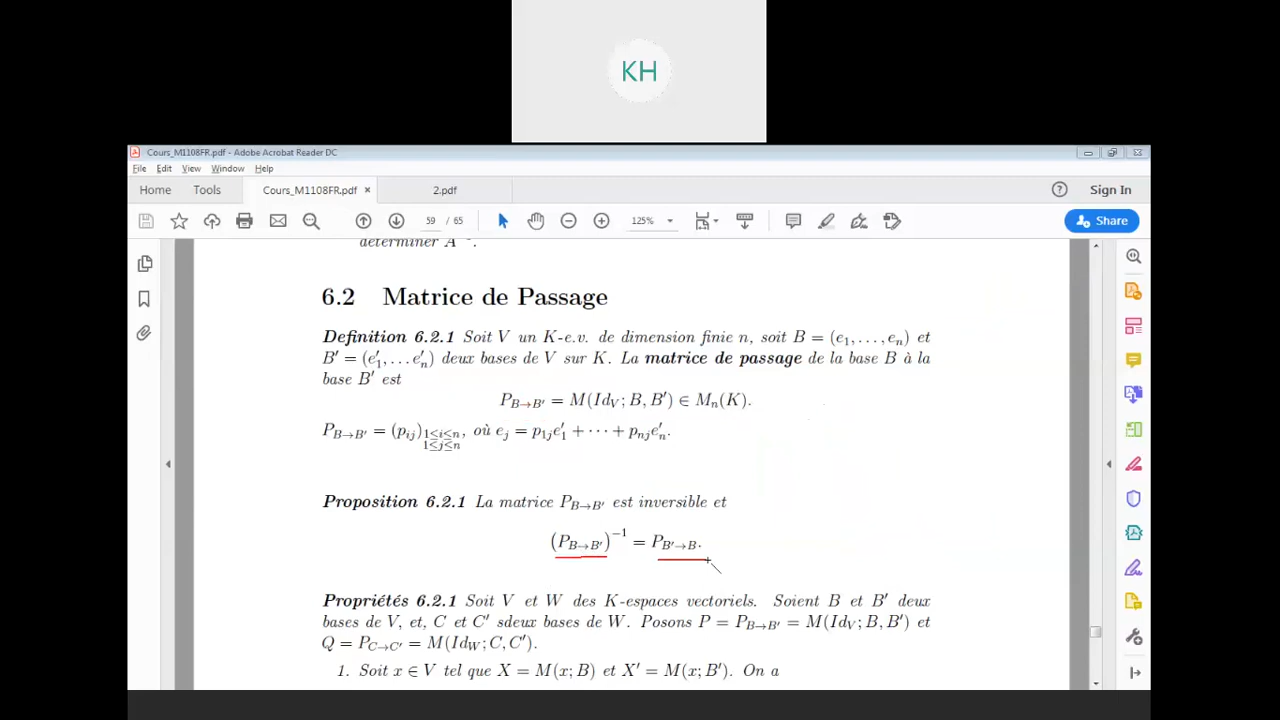 KH
Cours_M1108FR.pdf - Adobe Acrobat Reader DC
File Edit View Window Help
Home Tools Cours_M1108FR.pdf × 2.pdf ? Sign In
59 / 65 125% Share
déterminer A
6.2 Matrice de Passage
Definition 6.2.1 Soit V un K-e.v. de dimension finie n, soit B = (e₁, . . . , eₙ) et
B′ = (e′₁, . . . e′ₙ) deux bases de V sur K. La matrice de passage de la base B à la
base B′ est
P_{B→B′} = M(Id_V; B, B′) ∈ Mₙ(K).
P_{B→B′} = (p_{ij})_{1≤i≤n, 1≤j≤n}, où e_j = p_{1j}e′₁ + ··· + p_{nj}e′ₙ.
Proposition 6.2.1 La matrice P_{B→B′} est inversible et
(P_{B→B′})⁻¹ = P_{B′→B}.
Propriétés 6.2.1 Soit V et W des K-espaces vectoriels. Soient B et B′ deux
bases de V, et, C et C′ sdeux bases de W. Posons P = P_{B→B′} = M(Id_V; B, B′) et
Q = P_{C→C′} = M(Id_W; C, C′).
1. Soit x ∈ V tel que X = M(x; B) et X′ = M(x; B′). On a